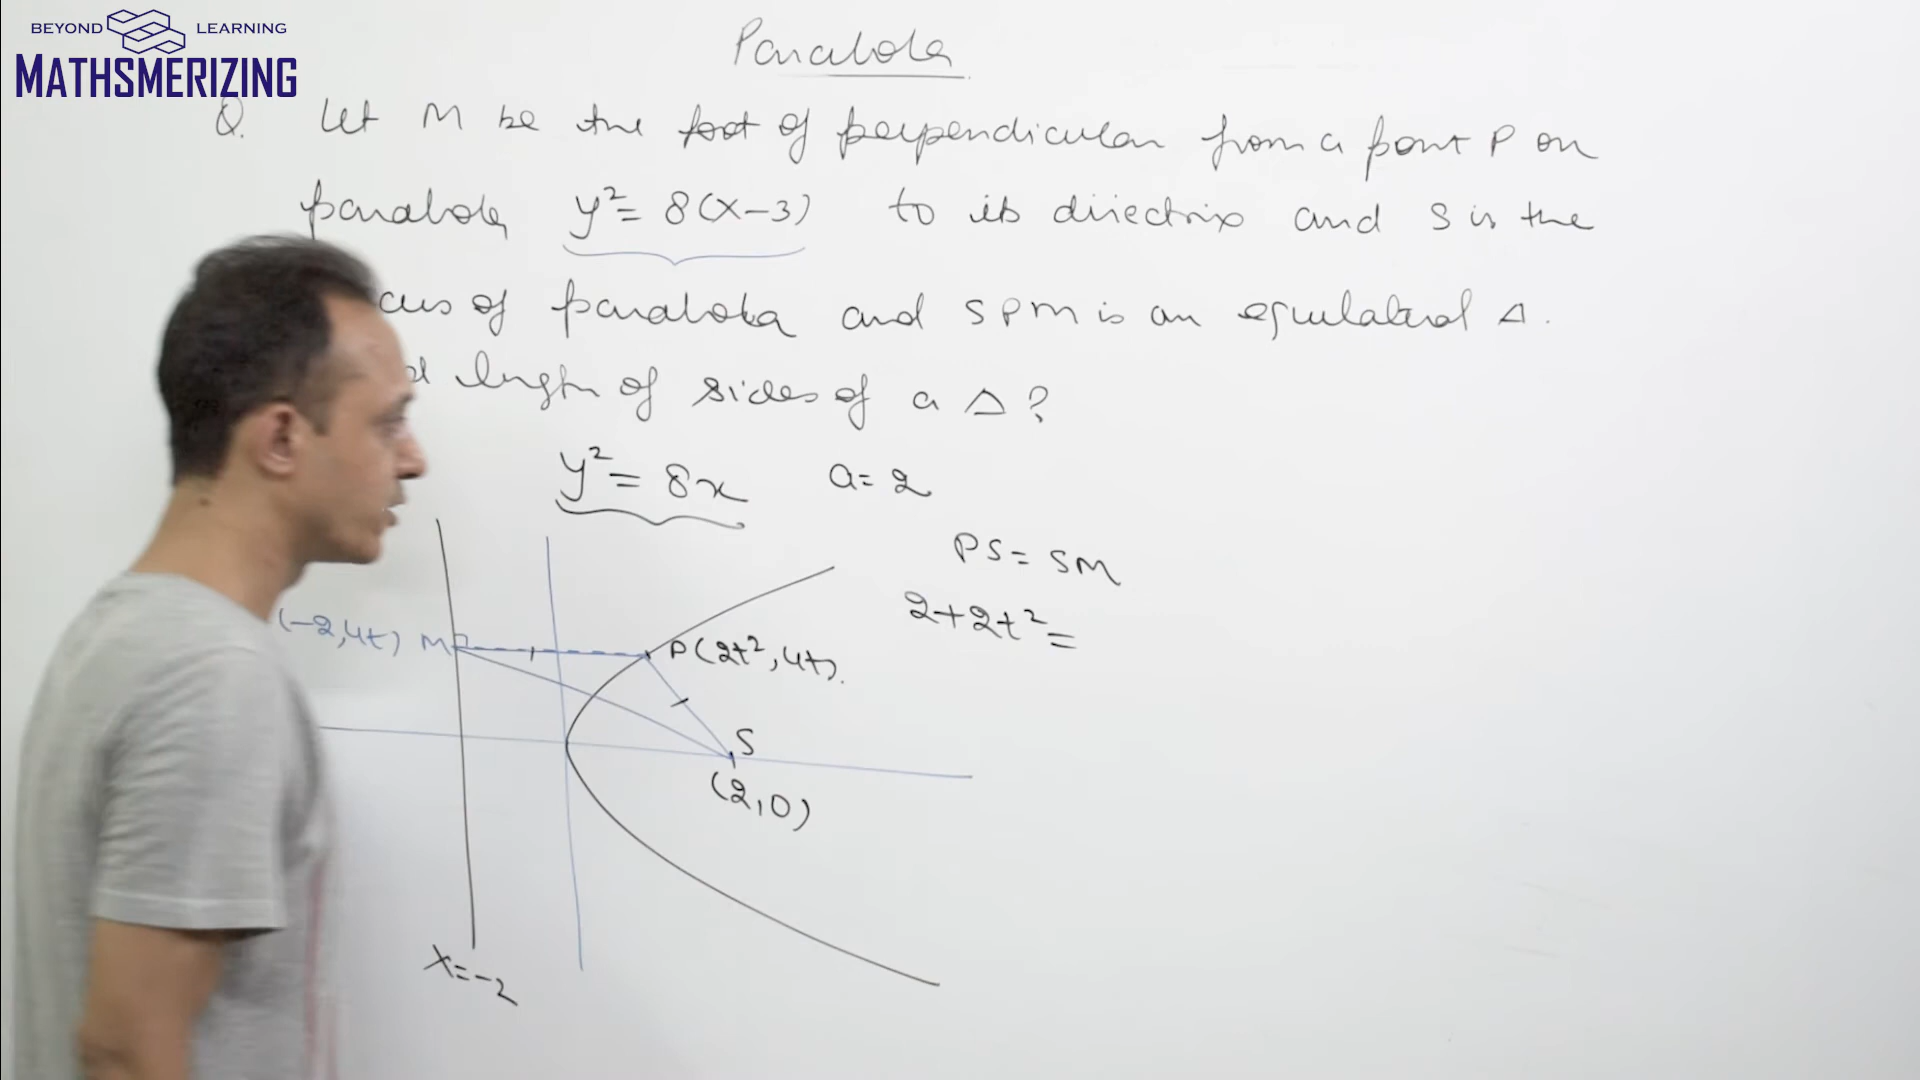 BEYOND LEARNING
MATHSMERIZING
Parabola
Q. Let M be the foot of perpendicular from a point P on
parabola y²= 8(x-3) to its directrix and S is the
cus of parabola and SPM is an equilateral Δ.
d length of sides of a Δ?
y²= 8x a= 2
PS= SM
2+2t²=
(-2,4t) M P(2t²,4t).
S
(2,0)
x=-2